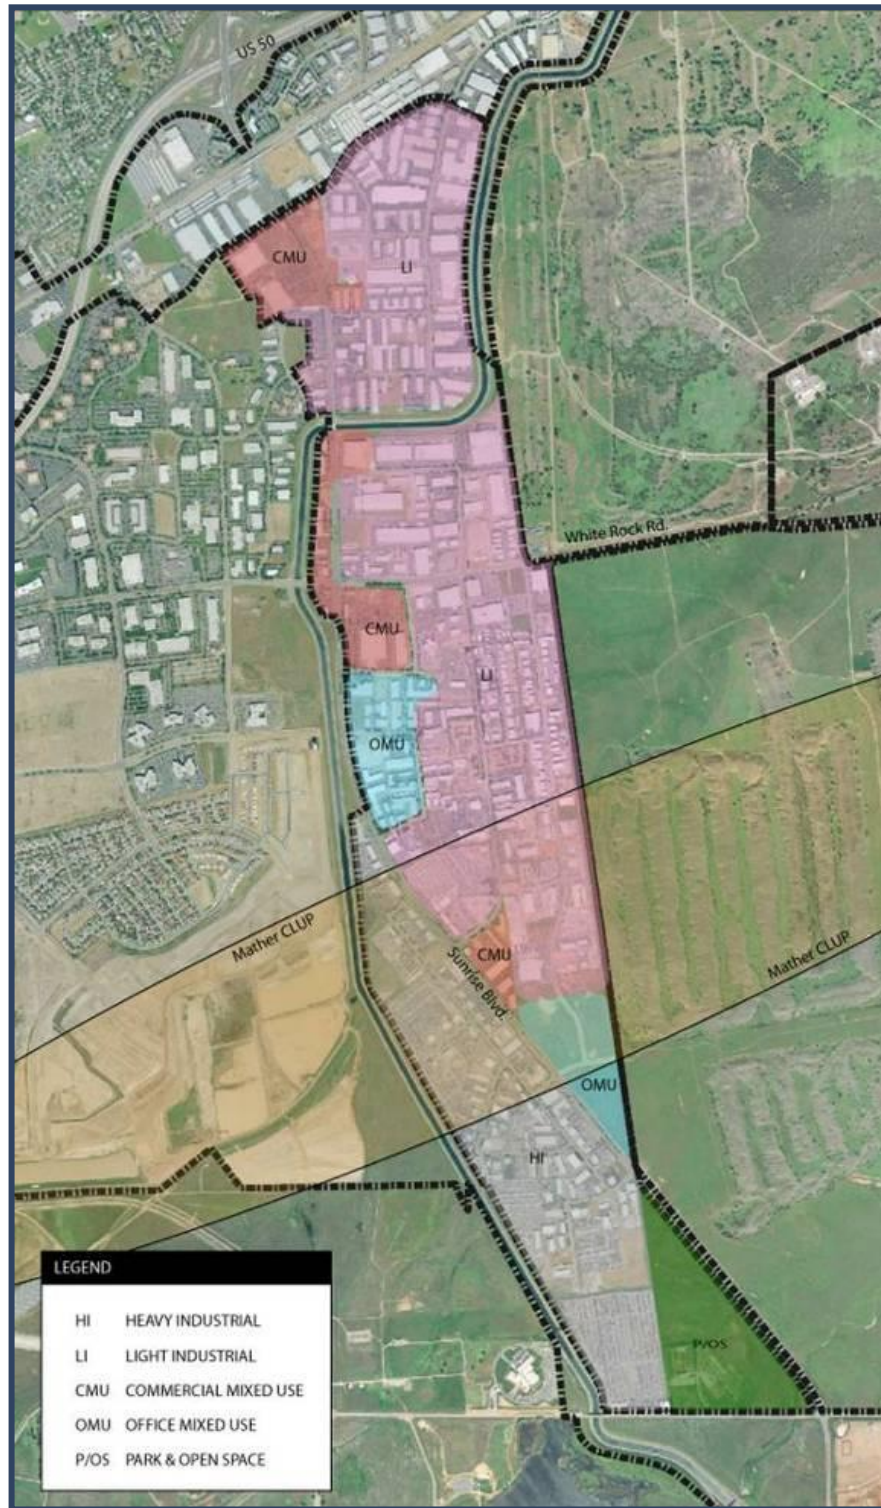 US 50
CMU
LI
White Rock Rd.
CMU
LI
OMU
Mather CLUP
CMU
Sunrise Blvd.
Mather CLUP
OMU
HI
P/OS
LEGEND
HI HEAVY INDUSTRIAL
LI LIGHT INDUSTRIAL
CMU COMMERCIAL MIXED USE
OMU OFFICE MIXED USE
P/OS PARK & OPEN SPACE